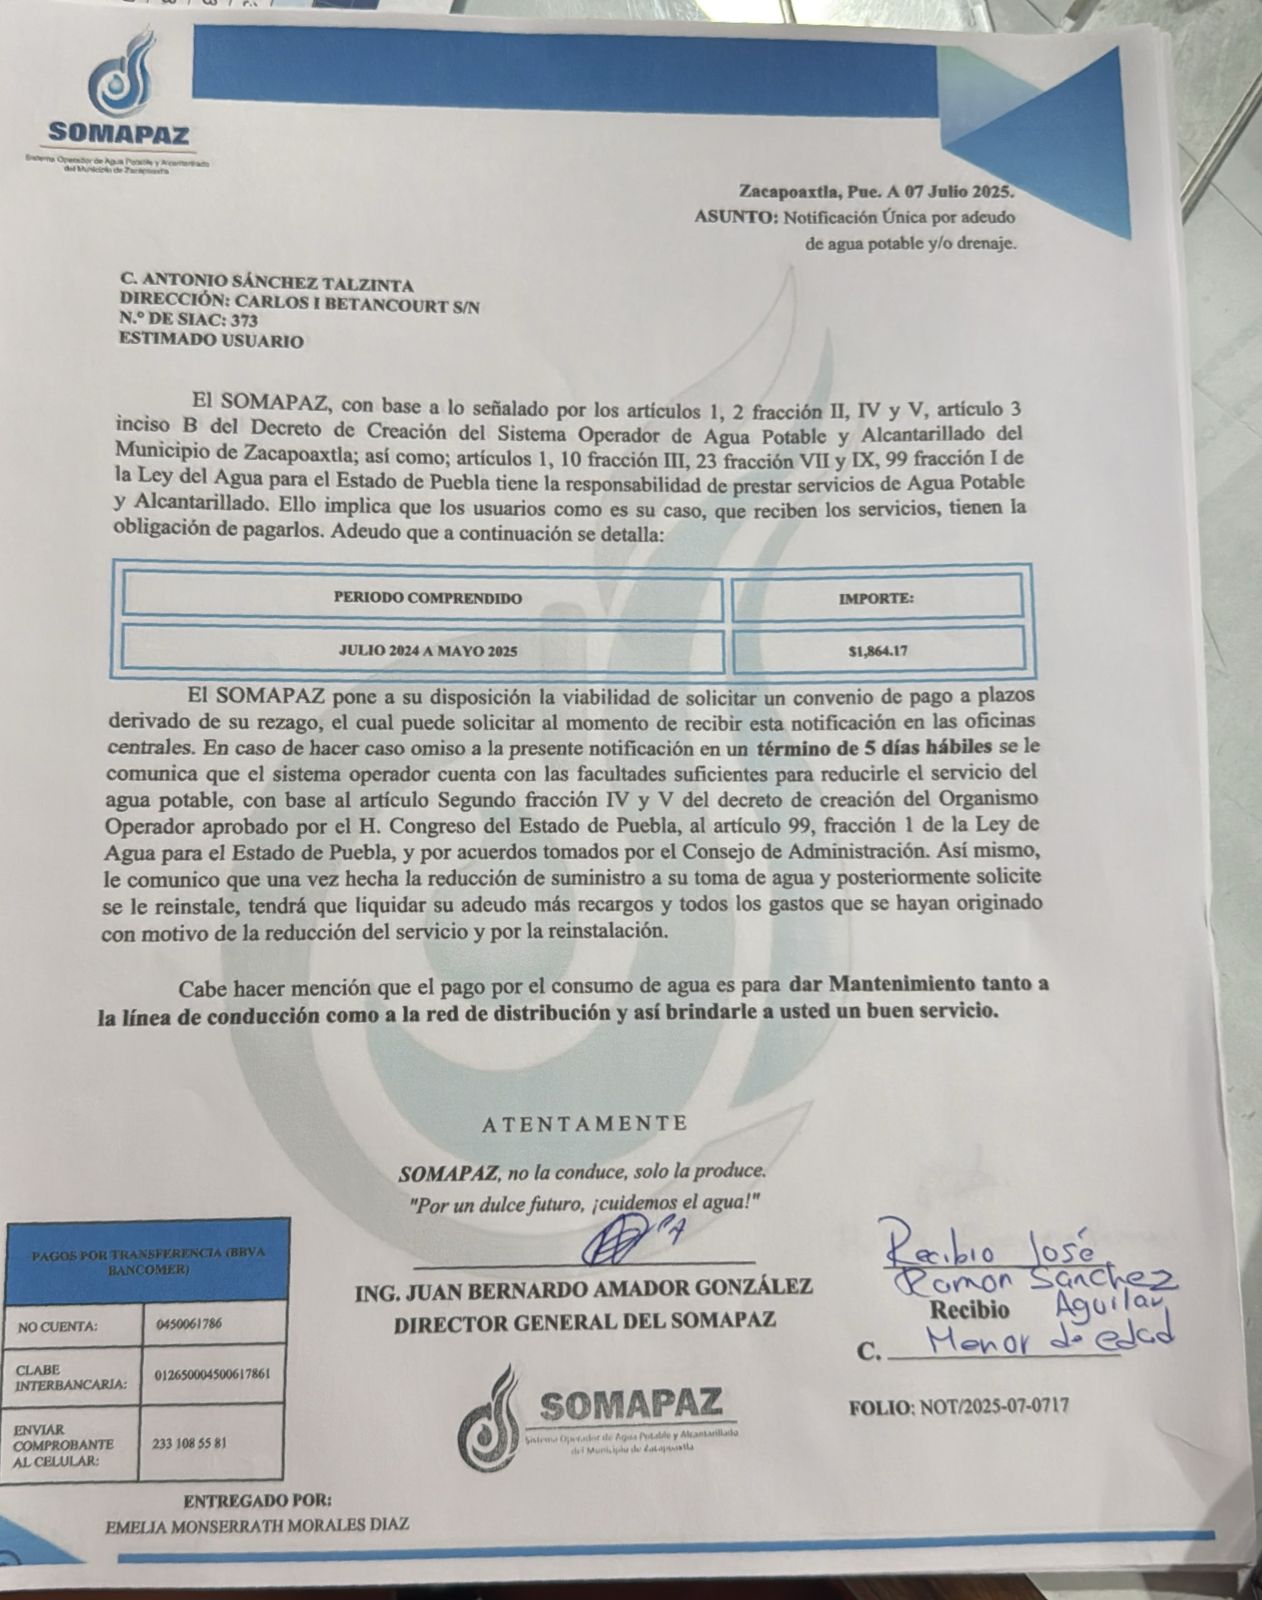 SOMAPAZ
Sistema Operador de Agua Potable y Alcantarillado
del Municipio de Zacapoaxtla
Zacapoaxtla, Pue. A 07 Julio 2025.
ASUNTO: Notificación Única por adeudo
de agua potable y/o drenaje.
C. ANTONIO SÁNCHEZ TALZINTA
DIRECCIÓN: CARLOS I BETANCOURT S/N
N.º DE SIAC: 373
ESTIMADO USUARIO
El SOMAPAZ, con base a lo señalado por los artículos 1, 2 fracción II, IV y V, artículo 3
inciso B del Decreto de Creación del Sistema Operador de Agua Potable y Alcantarillado del
Municipio de Zacapoaxtla; así como; artículos 1, 10 fracción III, 23 fracción VII y IX, 99 fracción I de
la Ley del Agua para el Estado de Puebla tiene la responsabilidad de prestar servicios de Agua Potable
y Alcantarillado. Ello implica que los usuarios como es su caso, que reciben los servicios, tienen la
obligación de pagarlos. Adeudo que a continuación se detalla:
PERIODO COMPRENDIDO IMPORTE:
JULIO 2024 A MAYO 2025 $1,864.17
El SOMAPAZ pone a su disposición la viabilidad de solicitar un convenio de pago a plazos
derivado de su rezago, el cual puede solicitar al momento de recibir esta notificación en las oficinas
centrales. En caso de hacer caso omiso a la presente notificación en un término de 5 días hábiles se le
comunica que el sistema operador cuenta con las facultades suficientes para reducirle el servicio del
agua potable, con base al artículo Segundo fracción IV y V del decreto de creación del Organismo
Operador aprobado por el H. Congreso del Estado de Puebla, al artículo 99, fracción 1 de la Ley de
Agua para el Estado de Puebla, y por acuerdos tomados por el Consejo de Administración. Así mismo,
le comunico que una vez hecha la reducción de suministro a su toma de agua y posteriormente solicite
se le reinstale, tendrá que liquidar su adeudo más recargos y todos los gastos que se hayan originado
con motivo de la reducción del servicio y por la reinstalación.
Cabe hacer mención que el pago por el consumo de agua es para dar Mantenimiento tanto a
la línea de conducción como a la red de distribución y así brindarle a usted un buen servicio.
ATENTAMENTE
SOMAPAZ, no la conduce, solo la produce.
"Por un dulce futuro, ¡cuidemos el agua!"
ING. JUAN BERNARDO AMADOR GONZÁLEZ
DIRECTOR GENERAL DEL SOMAPAZ
SOMAPAZ
Sistema Operador de Agua Potable y Alcantarillado
del Municipio de Zacapoaxtla
Recibio José
Ramon Sánchez
Recibio Aguilar
C. Menor de edad
FOLIO: NOT/2025-07-0717
PAGOS POR TRANSFERENCIA (BBVA
BANCOMER)
NO CUENTA: 0450061786
CLABE
INTERBANCARIA: 012650004500617861
ENVIAR
COMPROBANTE
AL CELULAR: 233 108 55 81
ENTREGADO POR:
EMELIA MONSERRATH MORALES DIAZ